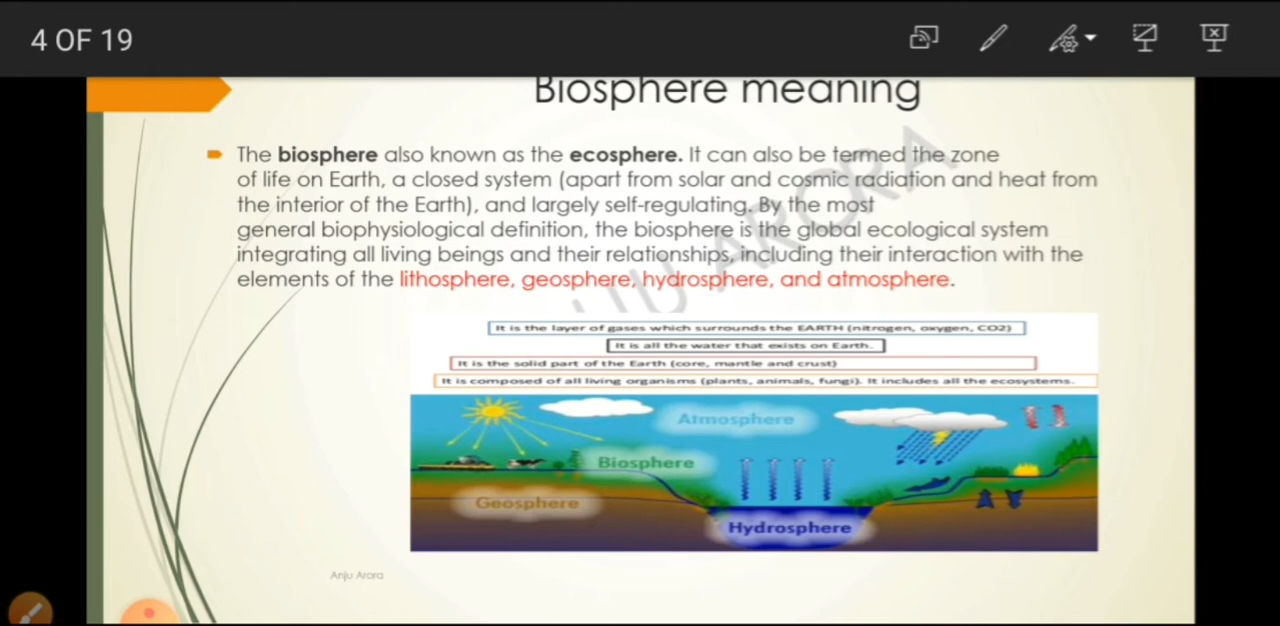 4 OF 19
Biosphere meaning
The biosphere also known as the ecosphere. It can also be termed the zone
of life on Earth, a closed system (apart from solar and cosmic radiation and heat from
the interior of the Earth), and largely self-regulating. By the most
general biophysiological definition, the biosphere is the global ecological system
integrating all living beings and their relationships, including their interaction with the
elements of the lithosphere, geosphere, hydrosphere, and atmosphere.
It is the layer of gases which surrounds the EARTH (nitrogen, oxygen, CO2)
It is all the water that exists on Earth.
It is the solid part of the Earth (core, mantle and crust)
It is composed of all living organisms (plants, animals, fungi). It includes all the ecosystems.
Atmosphere
Biosphere
Geosphere
Hydrosphere
Anju Arora